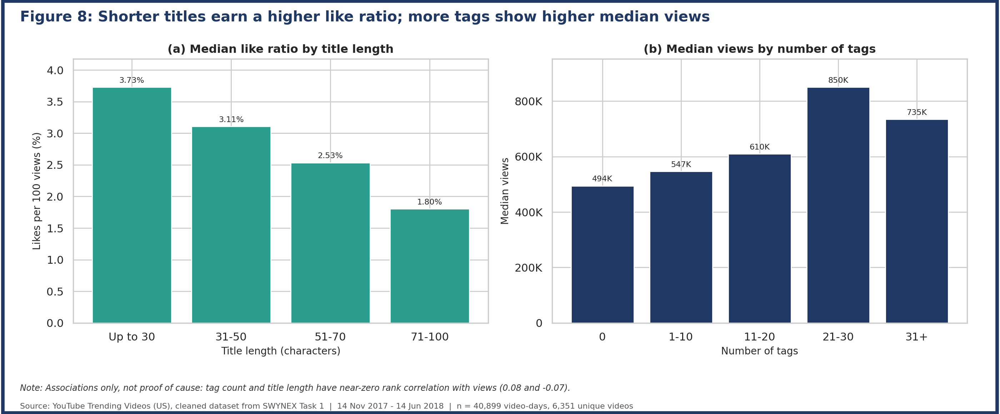 Figure 8: Shorter titles earn a higher like ratio; more tags show higher median views
(a) Median like ratio by title length
4.0
3.5
3.0
2.5
2.0
1.5
1.0
0.5
0.0
Likes per 100 views (%)
3.73%
3.11%
2.53%
1.80%
Up to 30
31-50
51-70
71-100
Title length (characters)
(b) Median views by number of tags
800K
600K
400K
200K
0
Median views
494K
547K
610K
850K
735K
0
1-10
11-20
21-30
31+
Number of tags
Note: Associations only, not proof of cause: tag count and title length have near-zero rank correlation with views (0.08 and -0.07).
Source: YouTube Trending Videos (US), cleaned dataset from SWYNEX Task 1 | 14 Nov 2017 - 14 Jun 2018 | n = 40,899 video-days, 6,351 unique videos